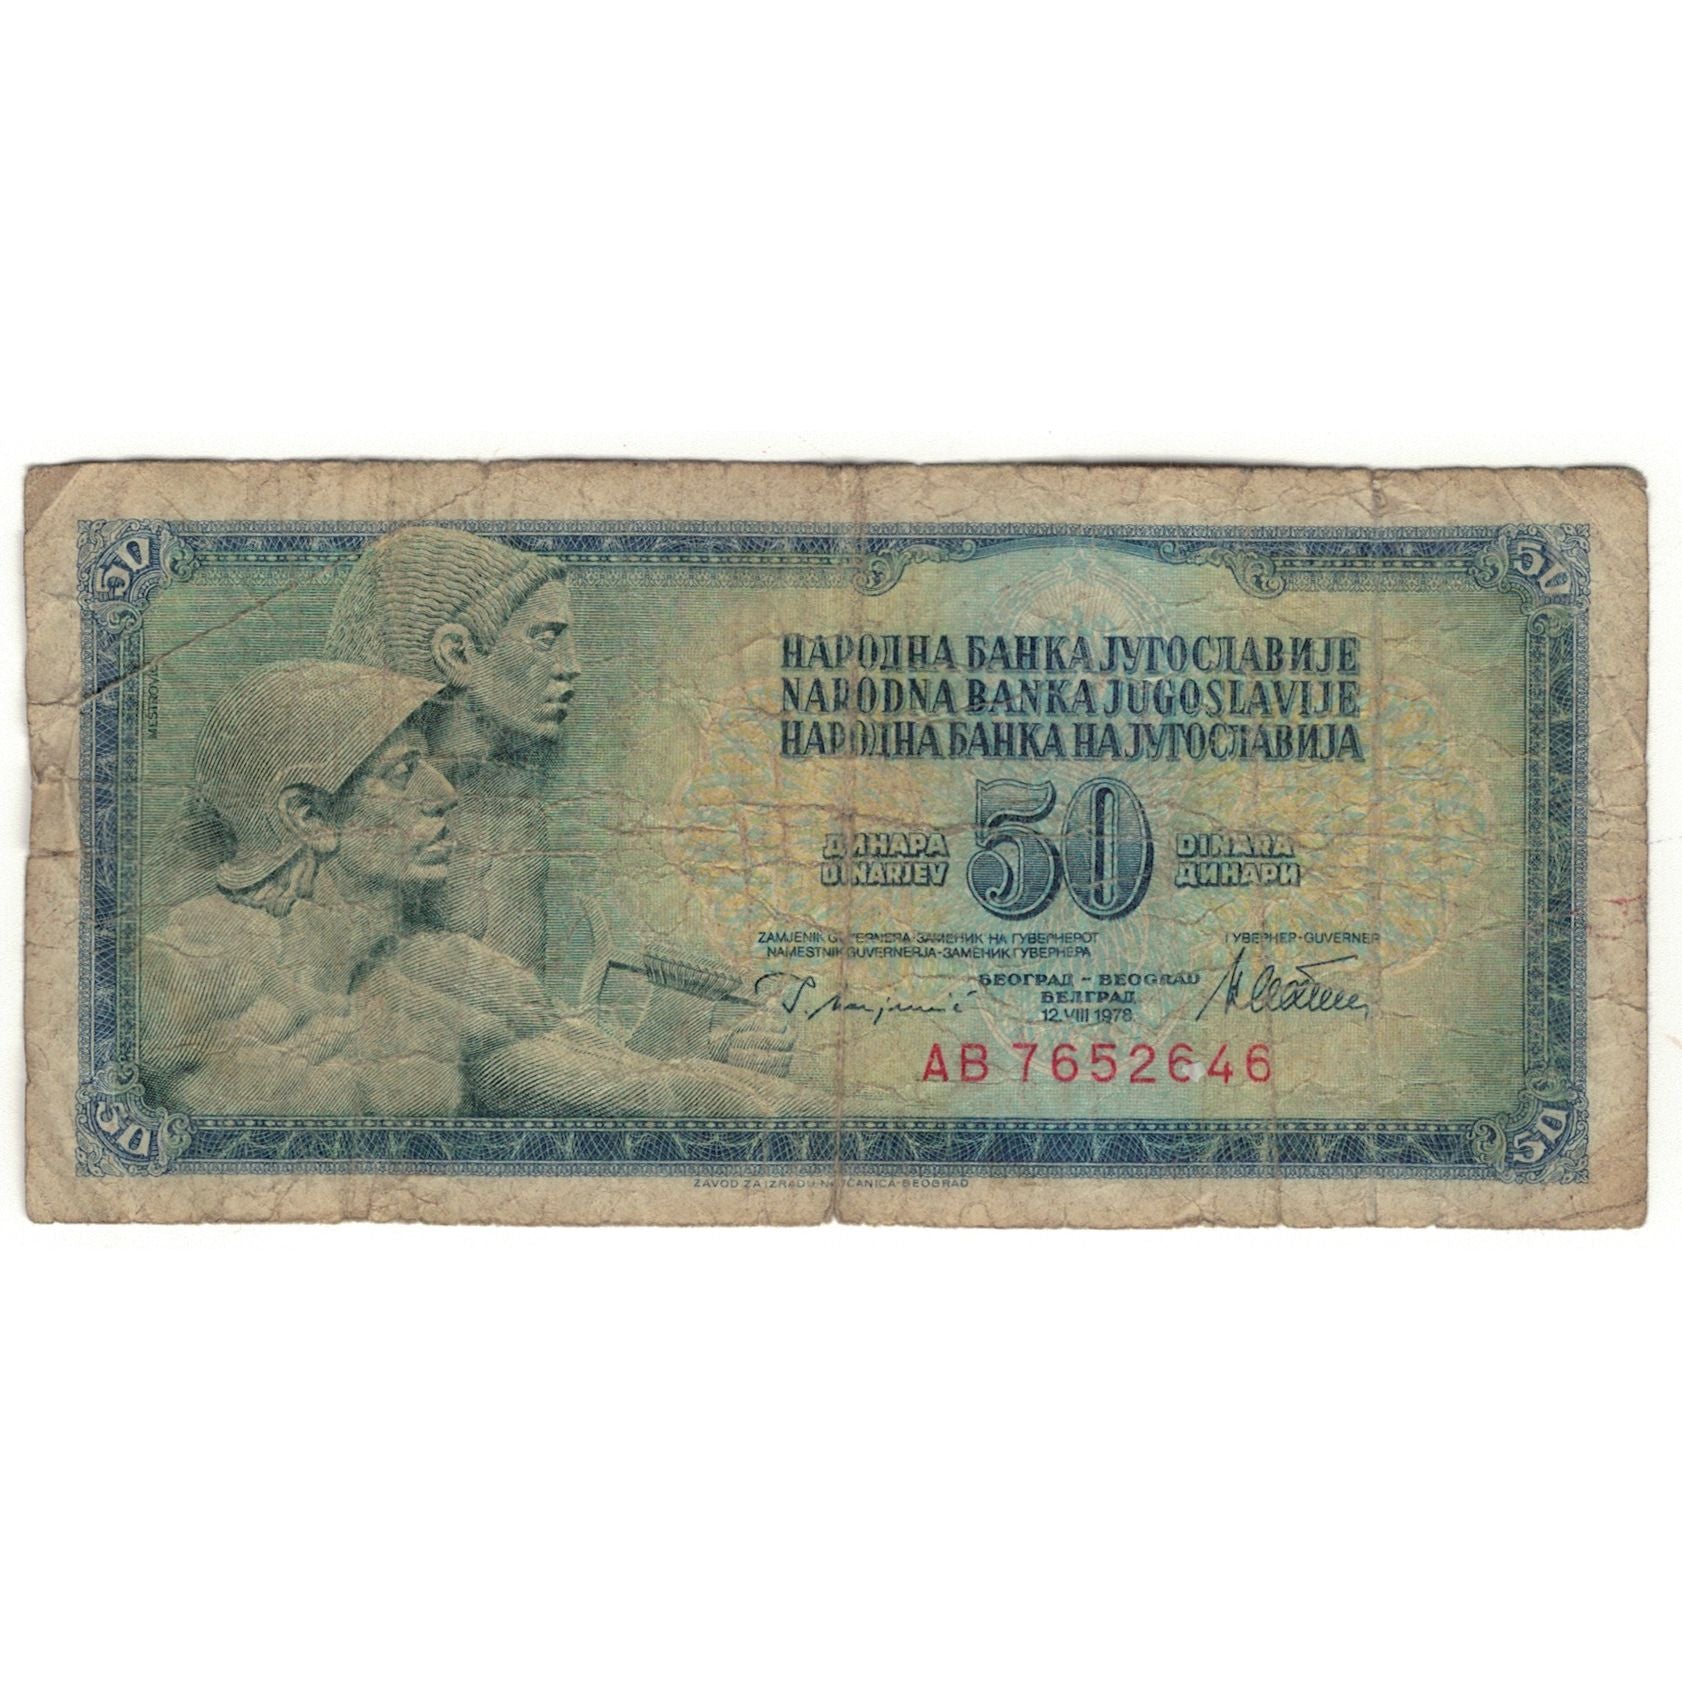 50 50
НАРОДНА БАНКА ЈУГОСЛАВИЈЕ
NARODNA BANKA JUGOSLAVIJE
НАРОДНА БАНКА НА ЈУГОСЛАВИЈА
MEŠTROVIĆ
ДИНАРА 50 DINARA
DINARJEV ДИНАРИ
ZAMJENIK GUVERNERA-ЗАМЕНИК НА ГУВЕРНЕРОТ ГУВЕРНЕР-GUVERNER
NAMESTNIK GUVERNERJA-ЗАМЕНИК ГУВЕРНЕРА
БЕОГРАД - BEOGRAD
БЕЛГРАД
12.VIII 1978
AB 7652646
50 50
ZAVOD ZA IZRADU NOVČANICA-BEOGRAD